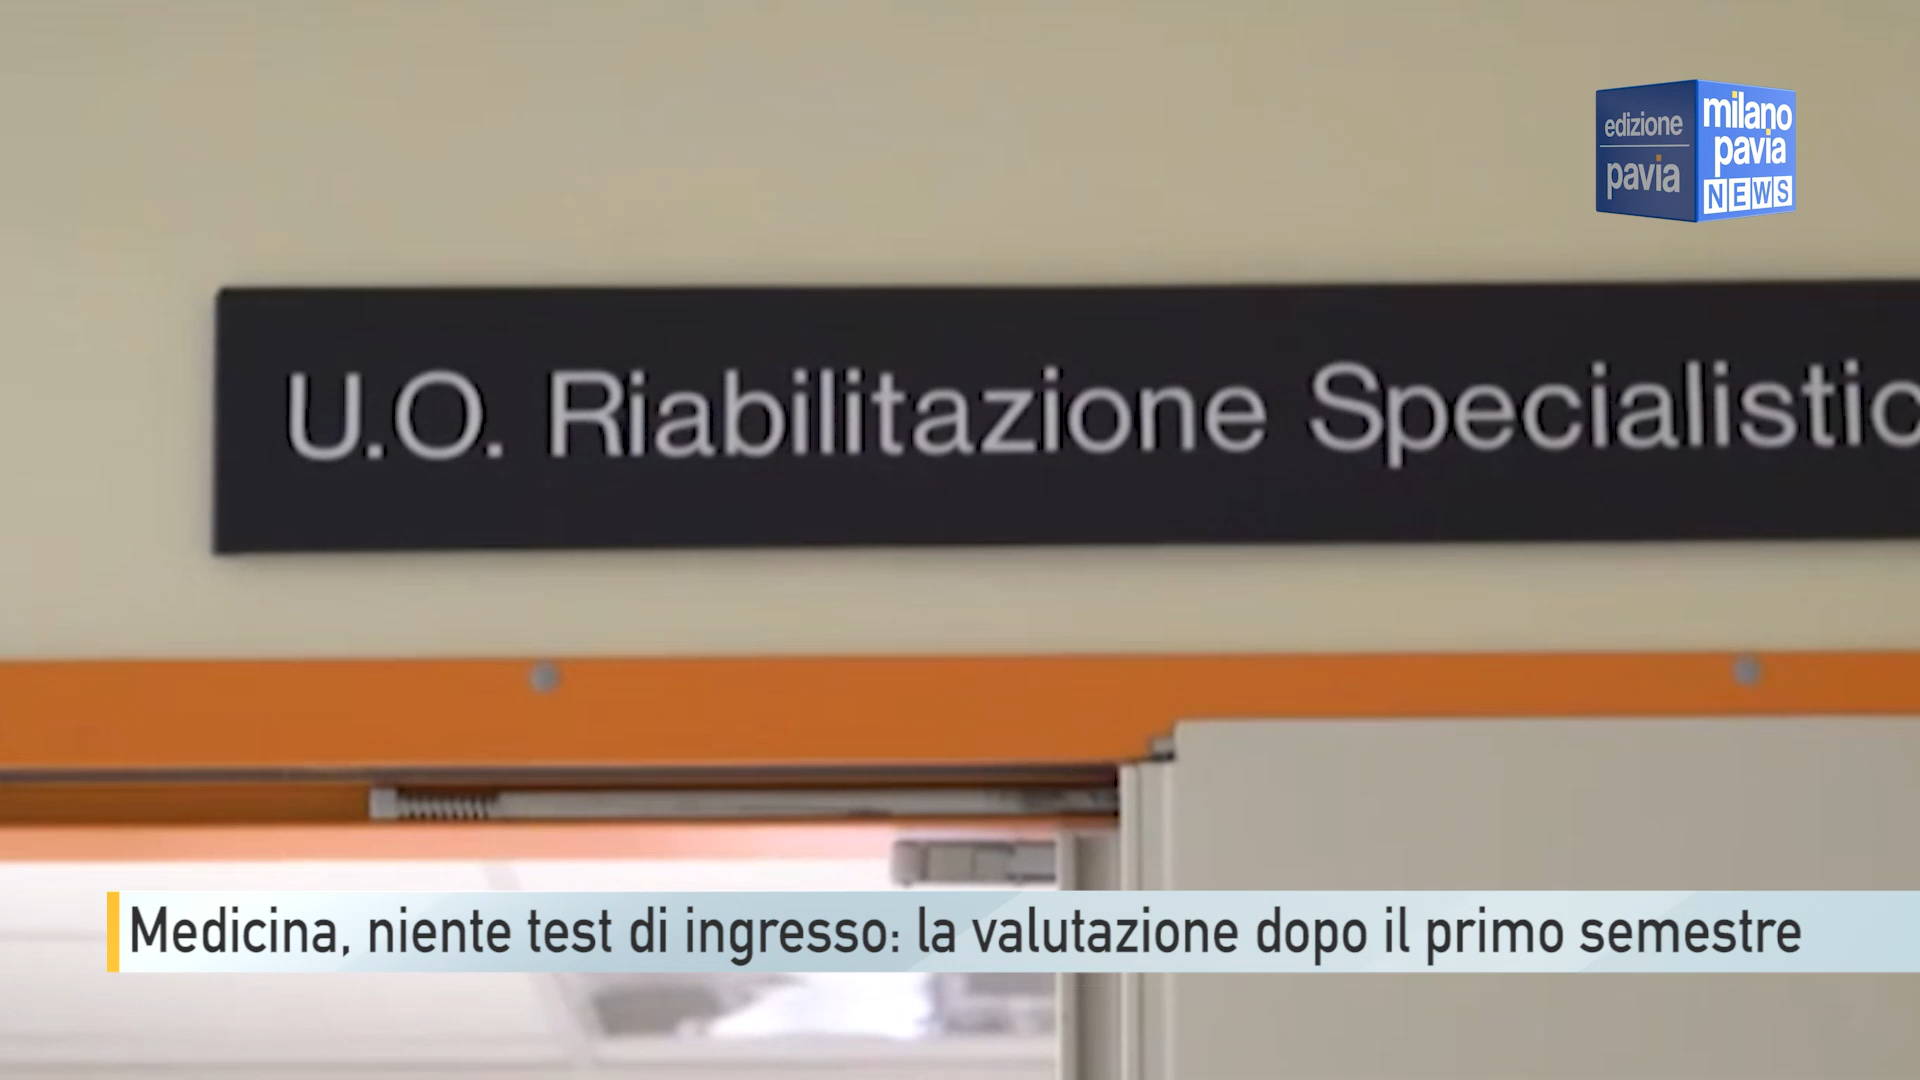 edizione
pavia
milano
pavia
NEWS
U.O. Riabilitazione Specialistic
Medicina, niente test di ingresso: la valutazione dopo il primo semestre